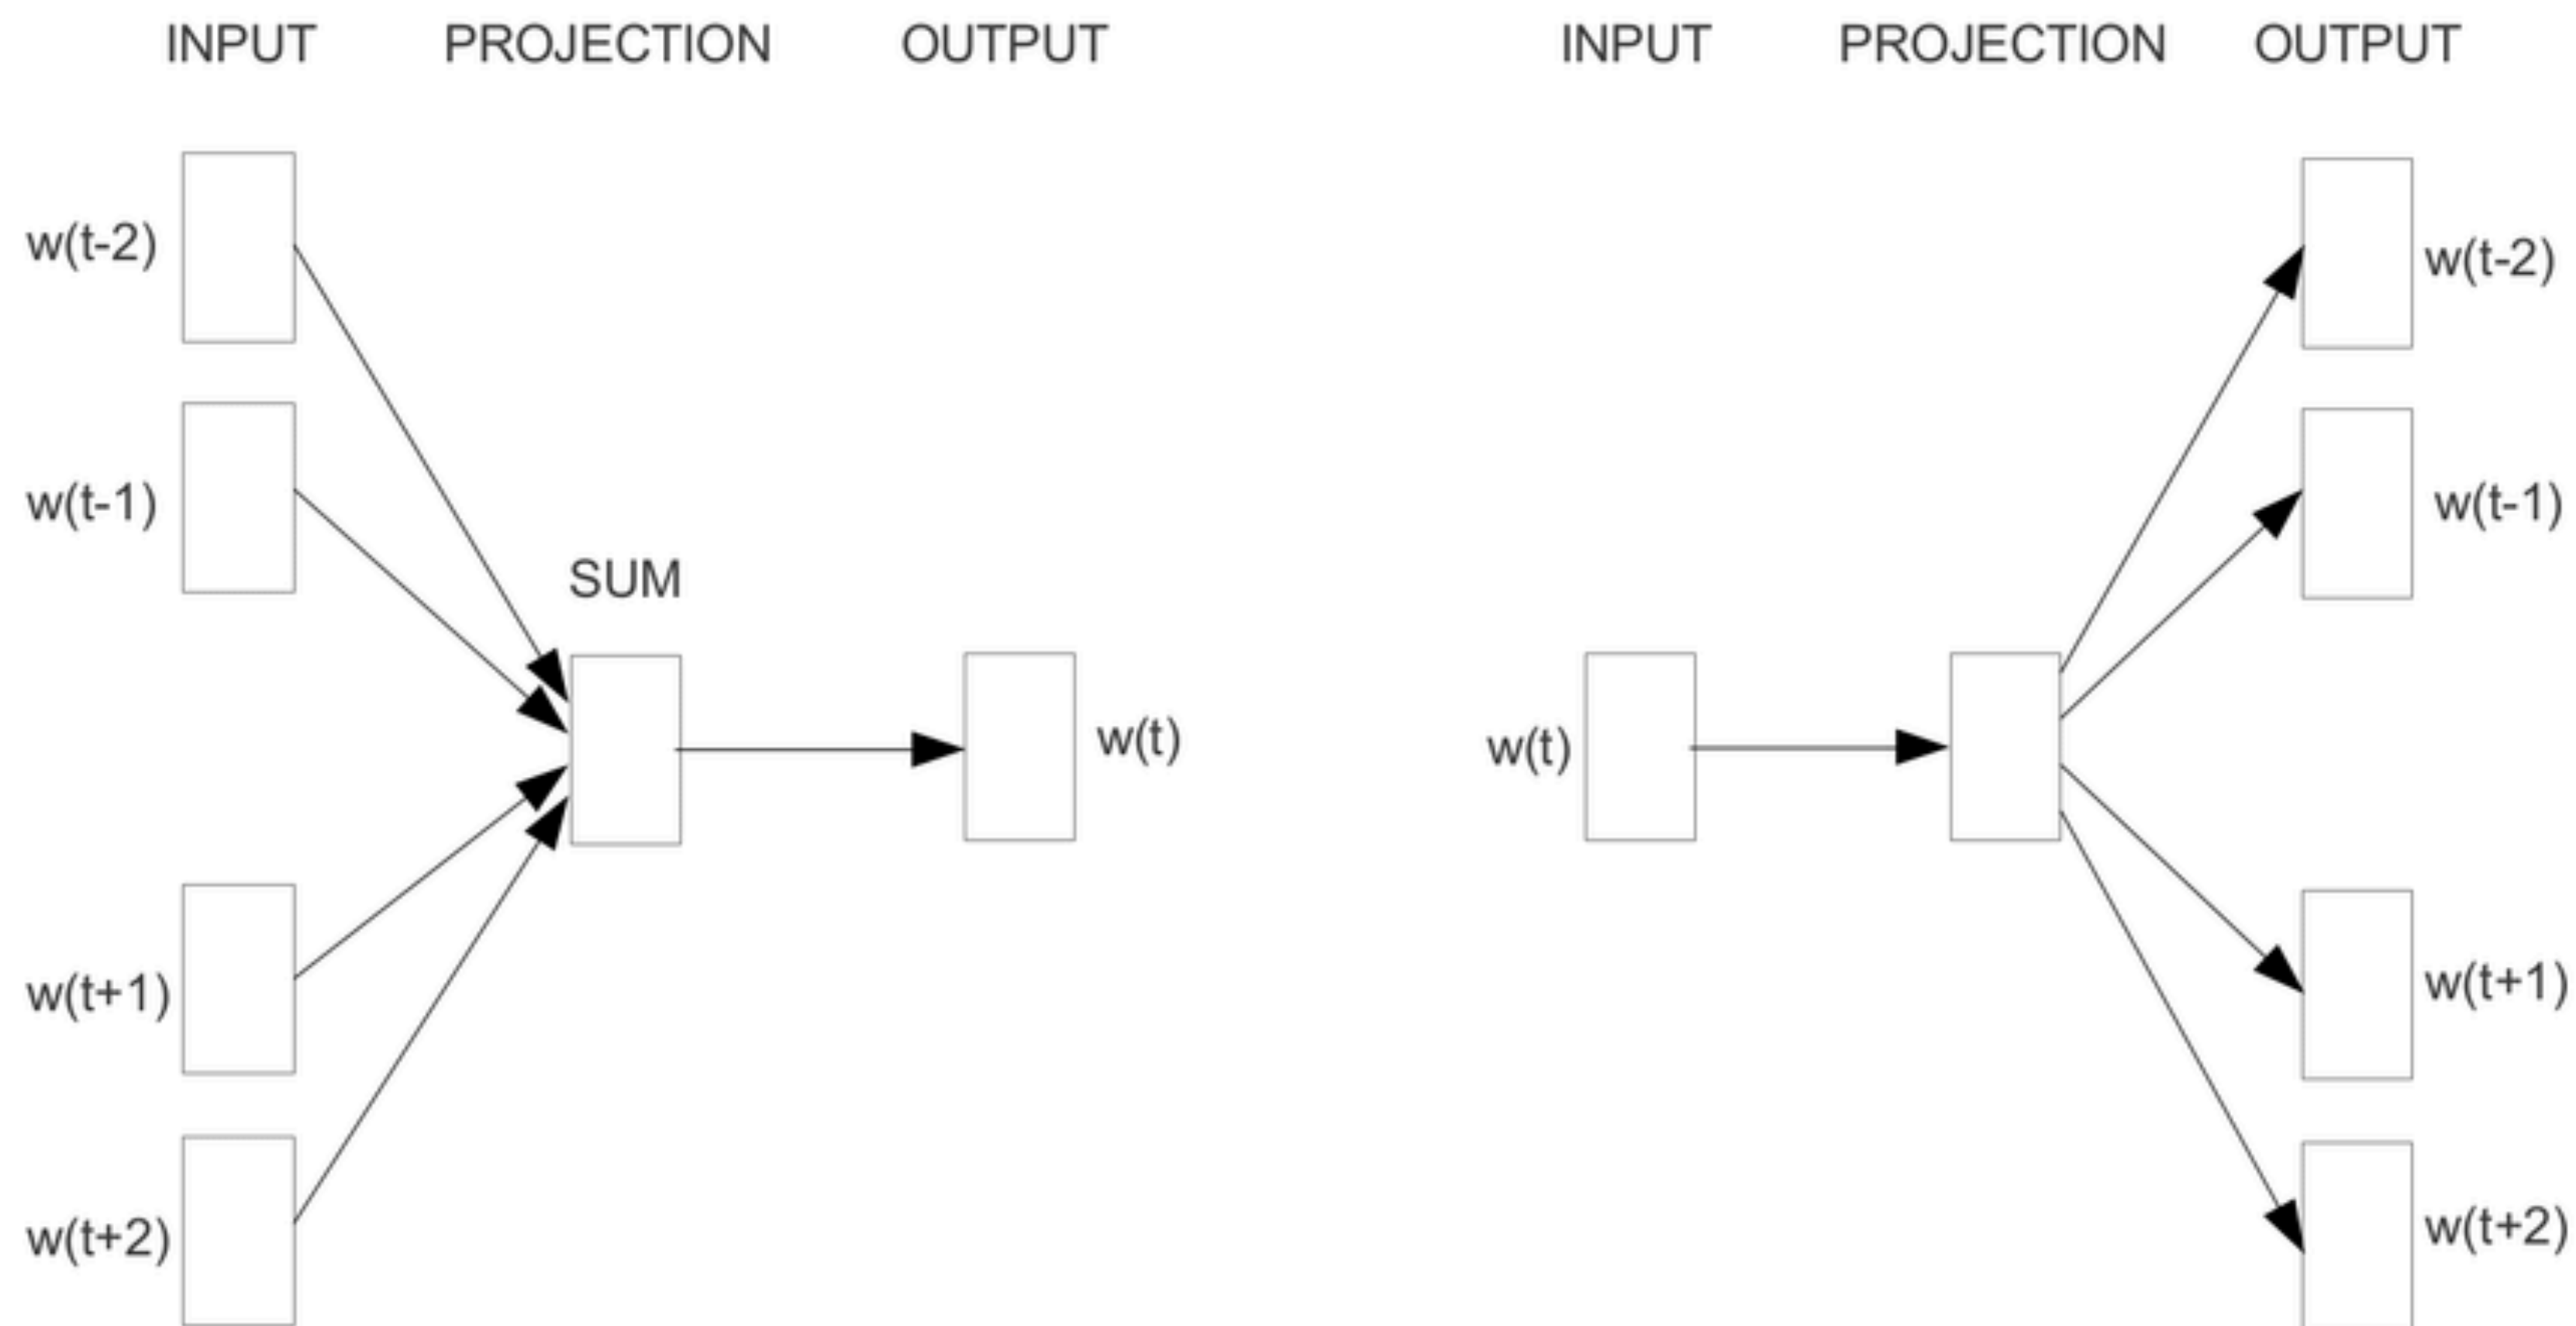 INPUT PROJECTION OUTPUT
w(t-2)
w(t-1)
SUM
w(t)
w(t+1)
w(t+2)
INPUT PROJECTION OUTPUT
w(t-2)
w(t-1)
w(t)
w(t+1)
w(t+2)